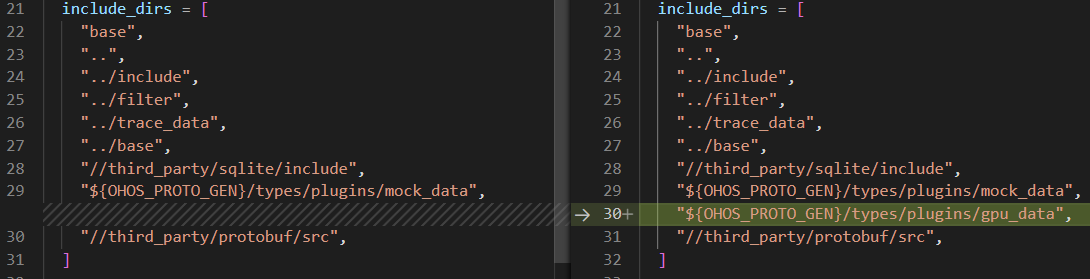 21 include_dirs = [
22 "base",
23 "..",
24 "../include",
25 "../filter",
26 "../trace_data",
27 "../base",
28 "//third_party/sqlite/include",
29 "${OHOS_PROTO_GEN}/types/plugins/mock_data",
30 "//third_party/protobuf/src",
31 ]
21 include_dirs = [
22 "base",
23 "..",
24 "../include",
25 "../filter",
26 "../trace_data",
27 "../base",
28 "//third_party/sqlite/include",
29 "${OHOS_PROTO_GEN}/types/plugins/mock_data",
→ 30+ "${OHOS_PROTO_GEN}/types/plugins/gpu_data",
31 "//third_party/protobuf/src",
32 ]